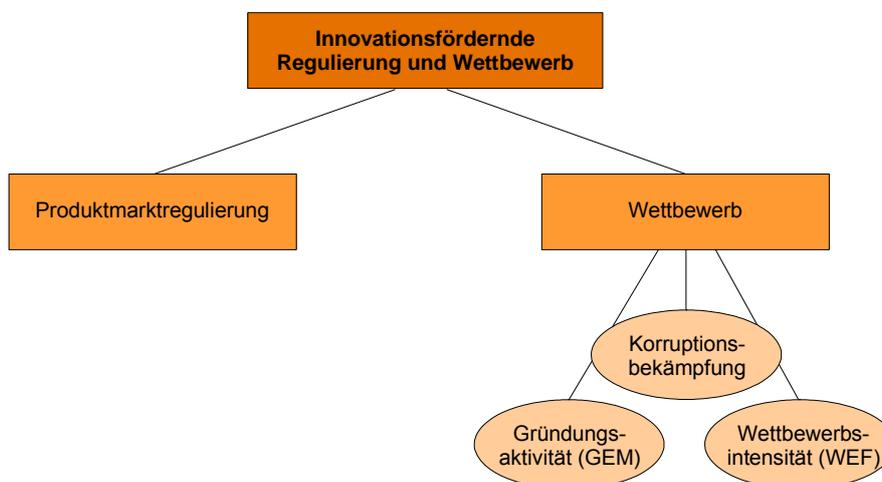 Innovationsfördernde
Regulierung und Wettbewerb
Produktmarktregulierung
Wettbewerb
Korruptions-
bekämpfung
Gründungs-
aktivität (GEM)
Wettbewerbs-
intensität (WEF)